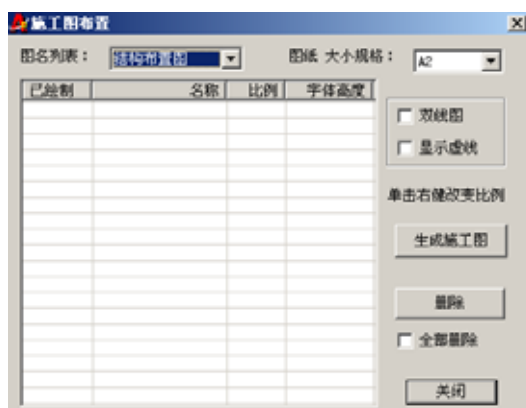 施工图布置
图名列表： 结构布置图 图纸 大小规格： A2
已绘制 名称 比例 字体高度
双线图
显示虚线
单击右健改变比例
生成施工图
删除
全部删除
关闭